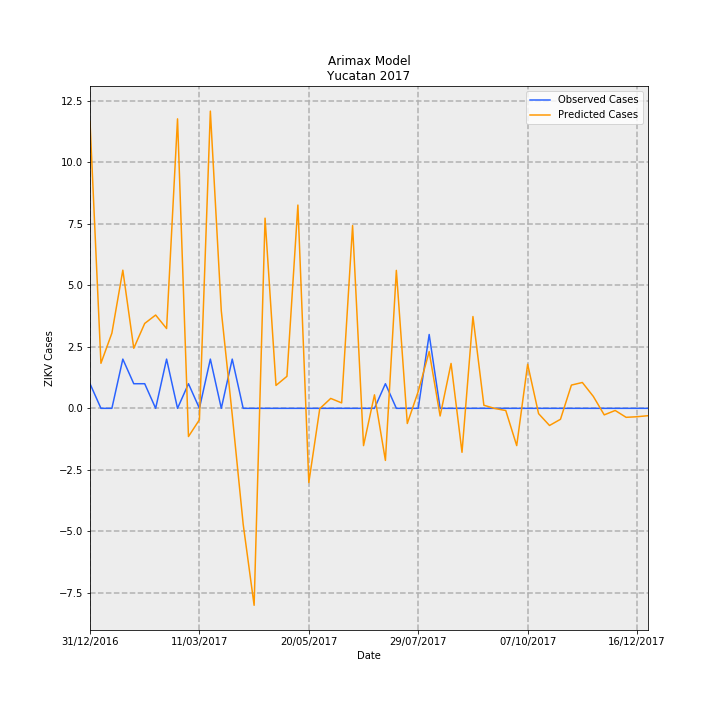 Arimax Model
Yucatan 2017
Observed Cases
Predicted Cases
12.5
10.0
7.5
5.0
2.5
0.0
−2.5
−5.0
−7.5
ZIKV Cases
31/12/2016 11/03/2017 20/05/2017 29/07/2017 07/10/2017 16/12/2017
Date